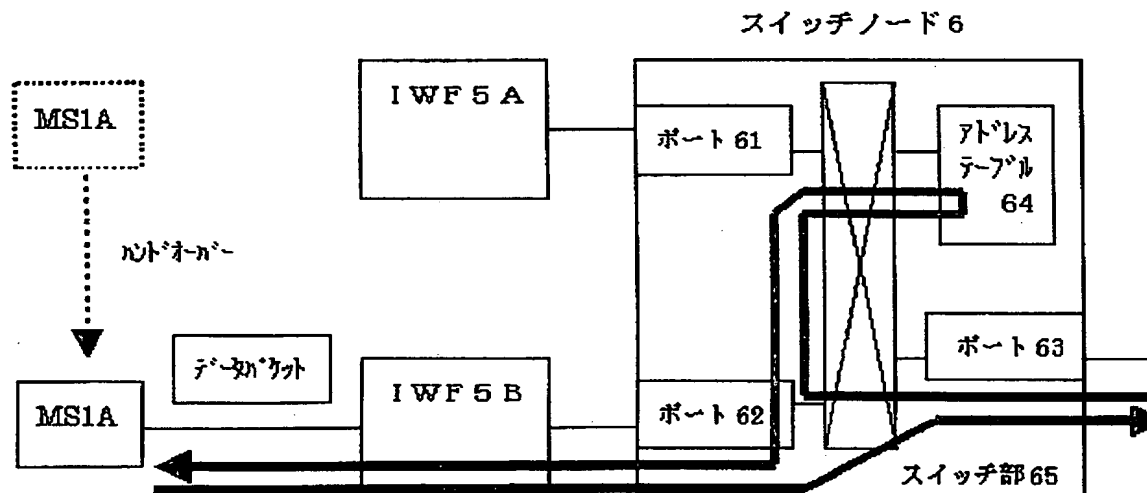 スイッチノード6
MS1A
IWF5A
ポート61
アドレス
テーブル
64
ハンドオーバー
データパケット
ポート63
MS1A
IWF5B
ポート62
スイッチ部65